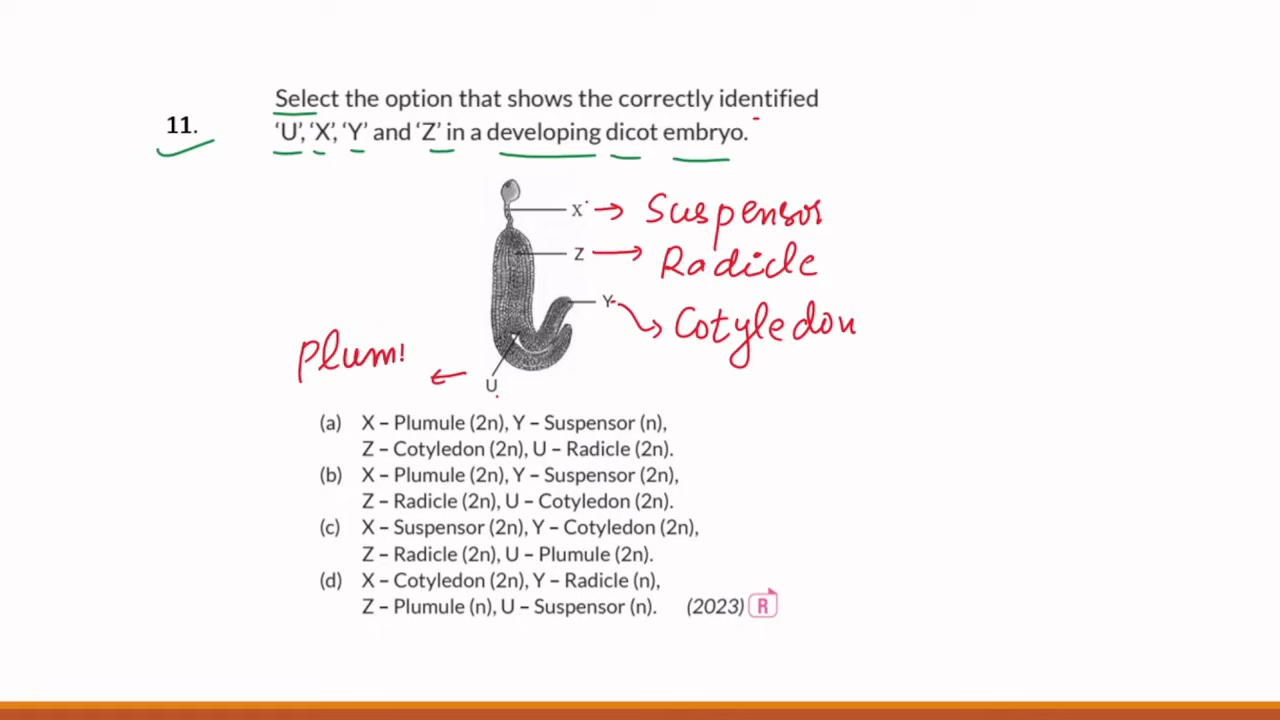 Select the option that shows the correctly identified
11. 'U', 'X', 'Y' and 'Z' in a developing dicot embryo.
X → Suspensor
Z → Radicle
Y → Cotyledon
Plum
U
(a) X – Plumule (2n), Y – Suspensor (n),
Z – Cotyledon (2n), U – Radicle (2n).
(b) X – Plumule (2n), Y – Suspensor (2n),
Z – Radicle (2n), U – Cotyledon (2n).
(c) X – Suspensor (2n), Y – Cotyledon (2n),
Z – Radicle (2n), U – Plumule (2n).
(d) X – Cotyledon (2n), Y – Radicle (n),
Z – Plumule (n), U – Suspensor (n). (2023) R